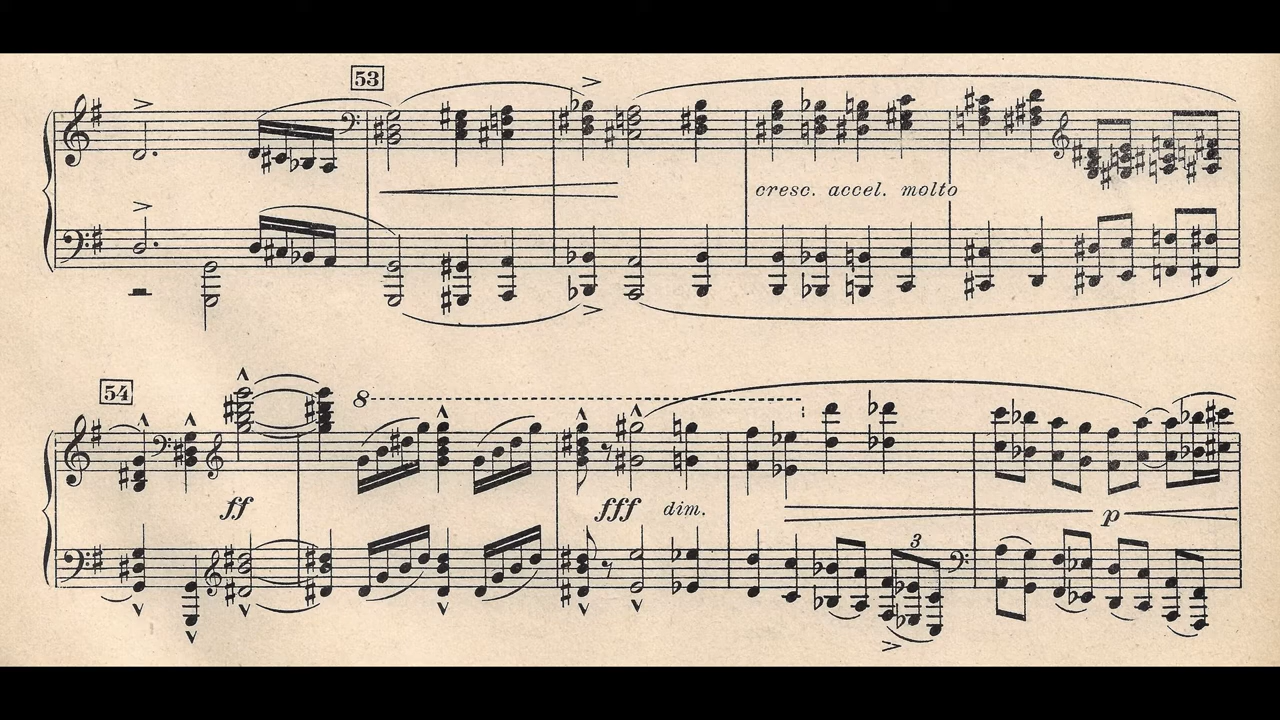 53
cresc. accel. molto
54
8
ff
fff dim.
3
p